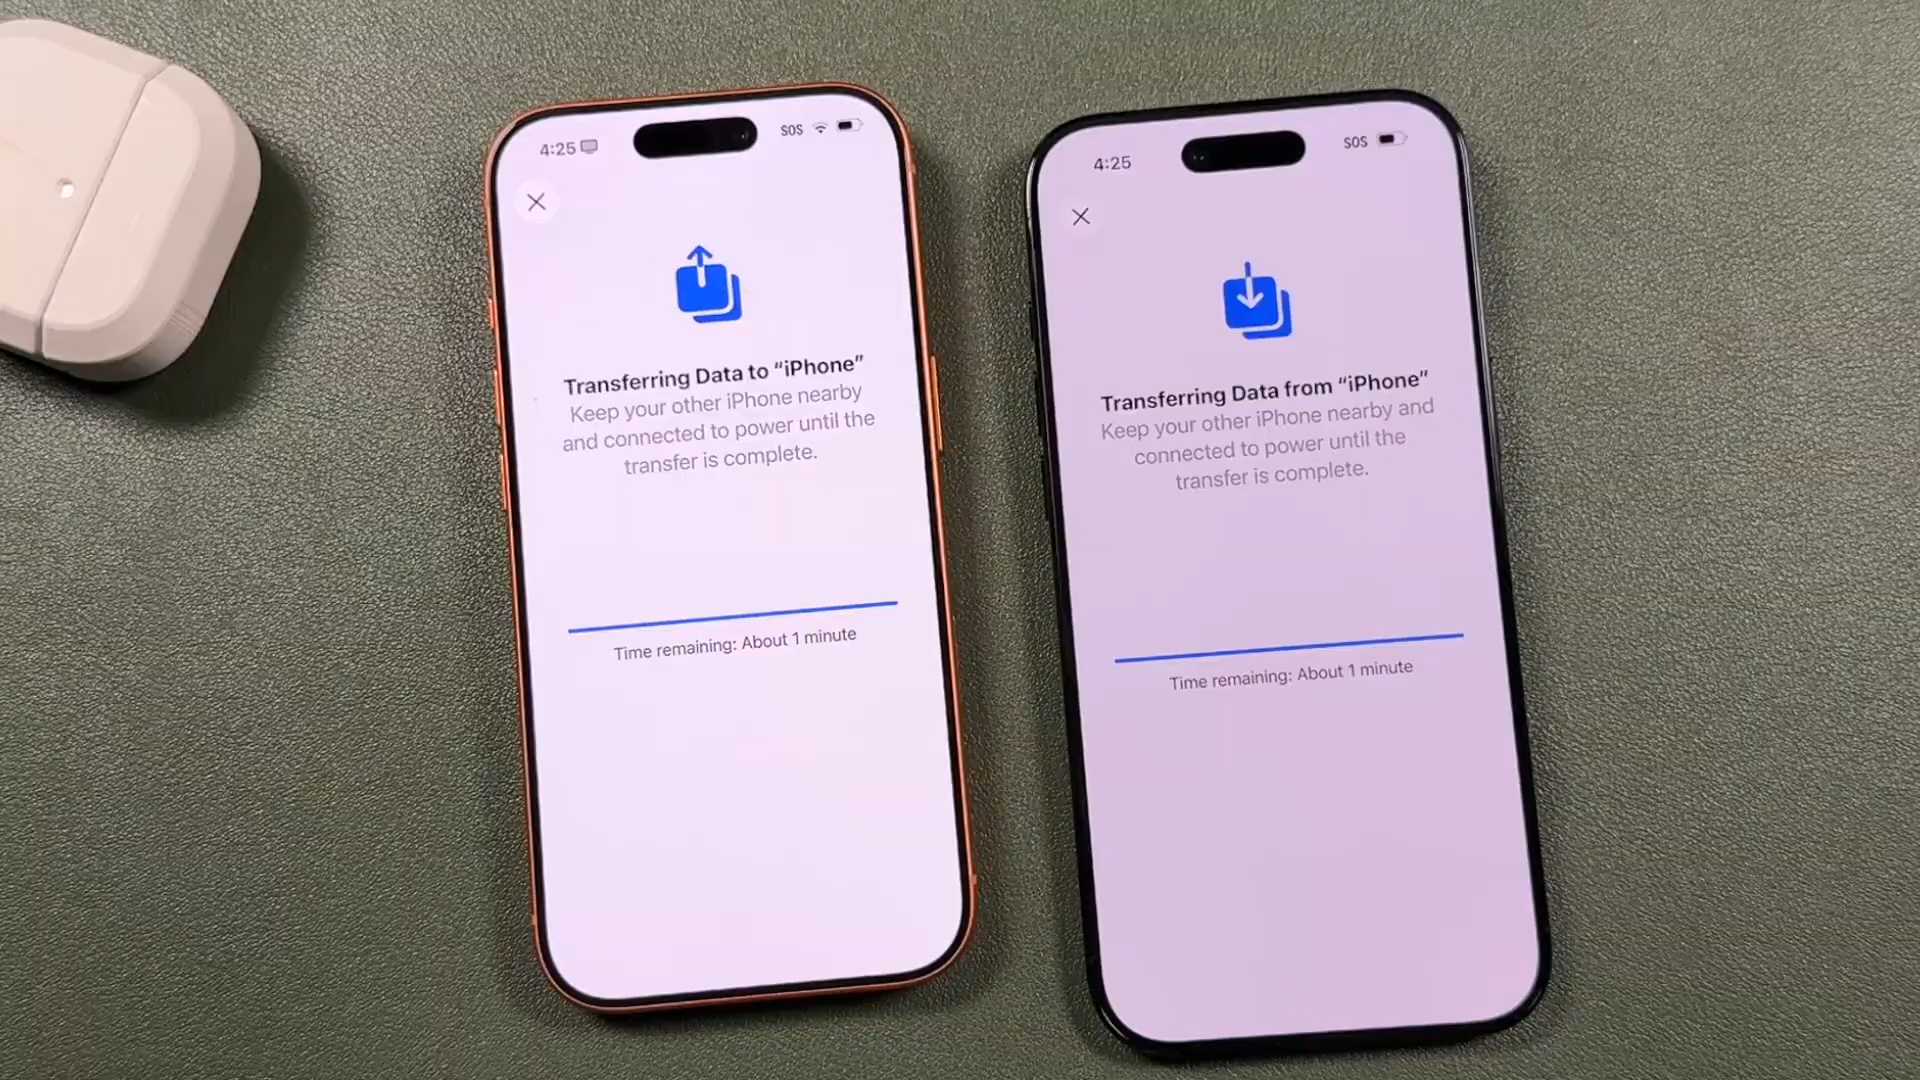 4:25
SOS
Transferring Data to “iPhone”
Keep your other iPhone nearby
and connected to power until the
transfer is complete.
Time remaining: About 1 minute
4:25
SOS
Transferring Data from “iPhone”
Keep your other iPhone nearby and
connected to power until the
transfer is complete.
Time remaining: About 1 minute